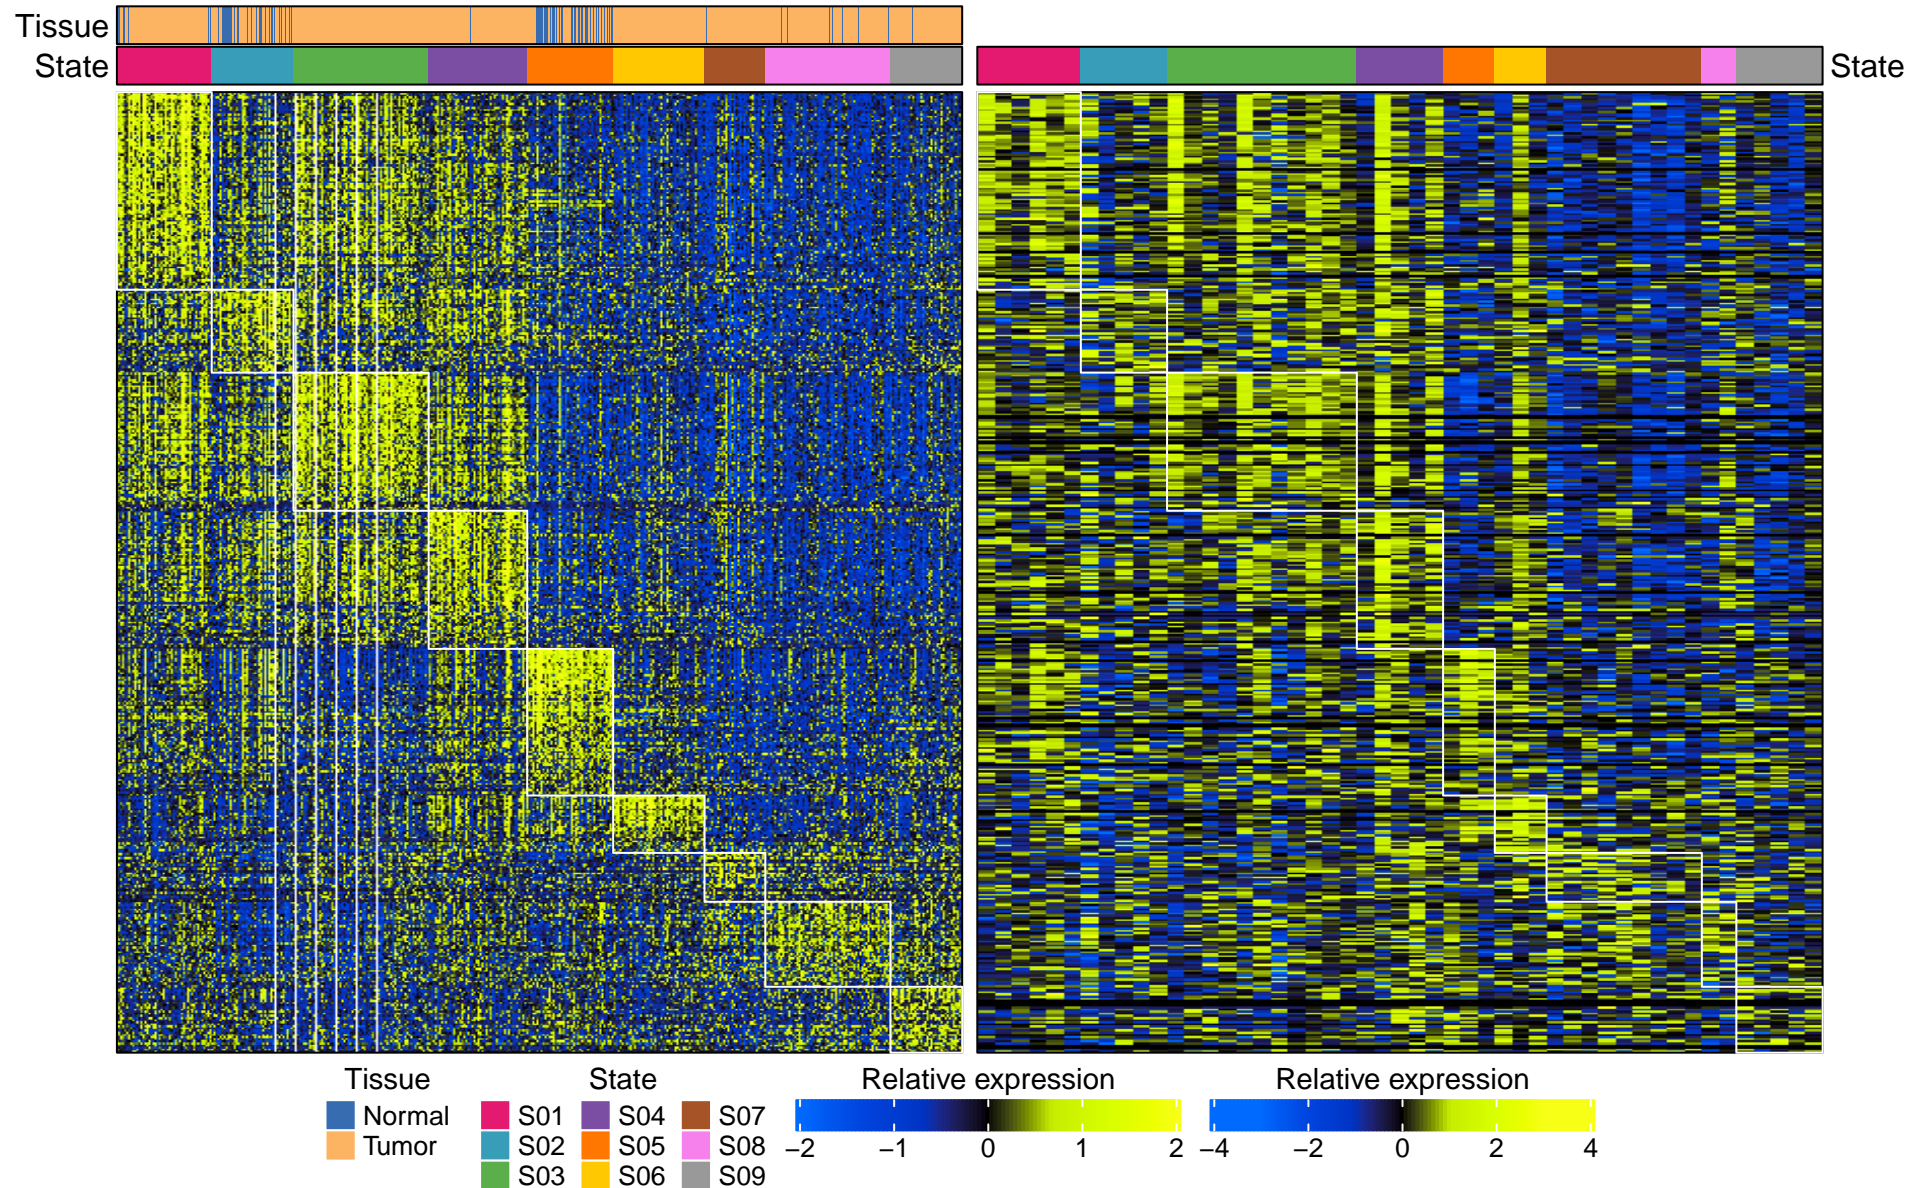 Tissue
State
State
Tissue
Normal
Tumor
State
S01 S04 S07
S02 S05 S08
S03 S06 S09
Relative expression
−2 −1 0 1 2
Relative expression
−4 −2 0 2 4